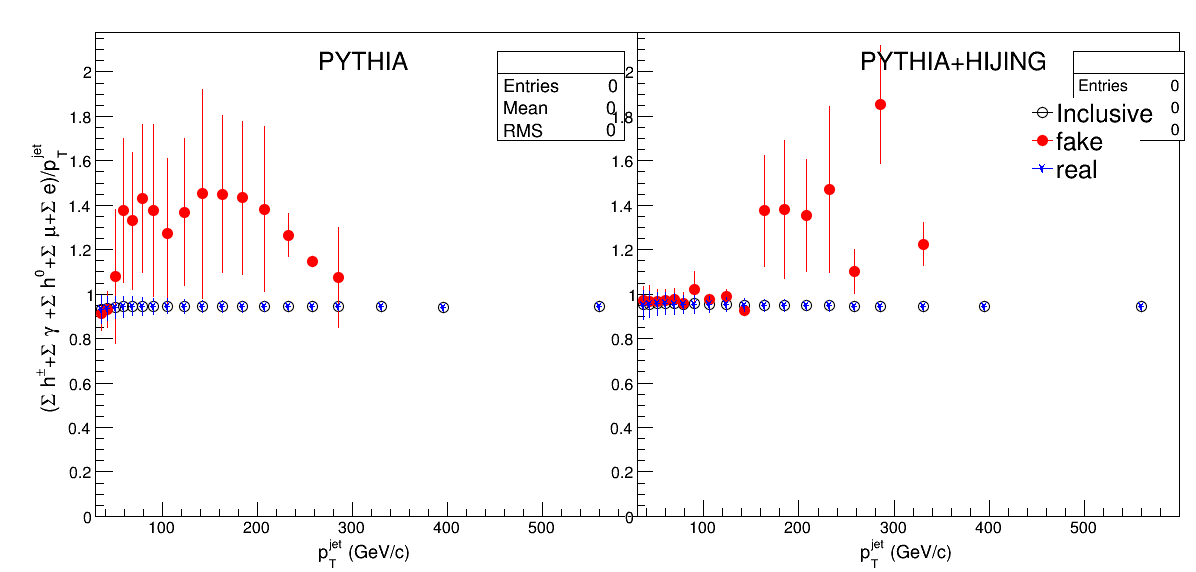 PYTHIA
Entries 0
Mean 0
RMS 0
PYTHIA+HIJING
Entries 0
0
0
Inclusive
fake
real
(Σ h±+Σ γ +Σ h0+Σ μ+Σ e)/pTjet
2
1.8
1.6
1.4
1.2
1
0.8
0.6
0.4
0.2
0
2
1.8
1.6
1.4
1.2
1
0.8
0.6
0.4
0.2
0
100 200 300 400 500
pTjet (GeV/c)
100 200 300 400 500
pTjet (GeV/c)